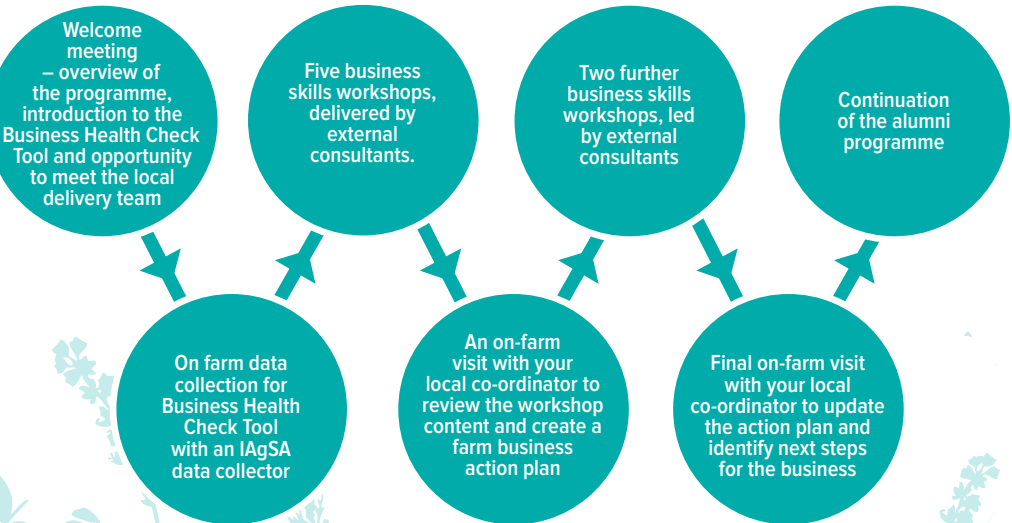 Welcome
meeting
– overview of
the programme,
introduction to the
Business Health Check
Tool and opportunity
to meet the local
delivery team
On farm data
collection for
Business Health
Check Tool
with an IAgSA
data collector
Five business
skills workshops,
delivered by
external
consultants.
An on-farm
visit with your
local co-ordinator to
review the workshop
content and create a
farm business
action plan
Two further
business skills
workshops, led
by external
consultants
Final on-farm visit
with your local
co-ordinator to update
the action plan and
identify next steps
for the business
Continuation
of the alumni
programme